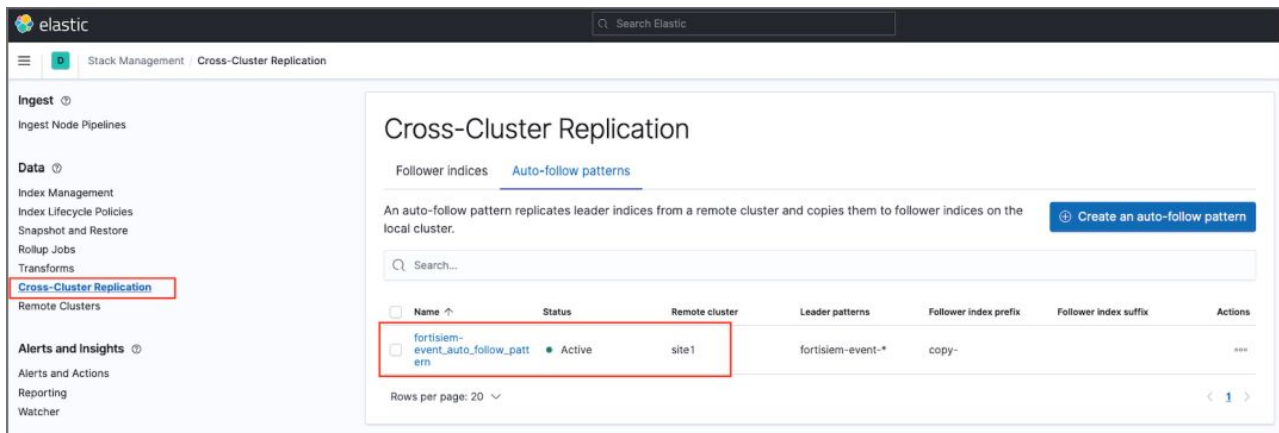 elastic
Search Elastic
D
Stack Management / Cross-Cluster Replication
Ingest
Ingest Node Pipelines
Data
Index Management
Index Lifecycle Policies
Snapshot and Restore
Rollup Jobs
Transforms
Cross-Cluster Replication
Remote Clusters
Alerts and Insights
Alerts and Actions
Reporting
Watcher
Cross-Cluster Replication
Follower indices Auto-follow patterns
An auto-follow pattern replicates leader indices from a remote cluster and copies them to follower indices on the
local cluster.
Create an auto-follow pattern
Search...
Name Status Remote cluster Leader patterns Follower index prefix Follower index suffix Actions
fortisiem-
event_auto_follow_patt Active site1 fortisiem-event-* copy-
ern
Rows per page: 20 < 1 >